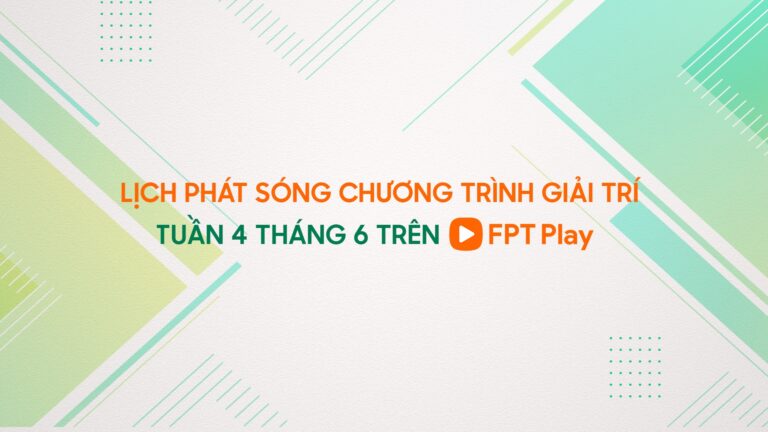 LỊCH PHÁT SÓNG CHƯƠNG TRÌNH GIẢI TRÍ
TUẦN 4 THÁNG 6 TRÊN FPT Play